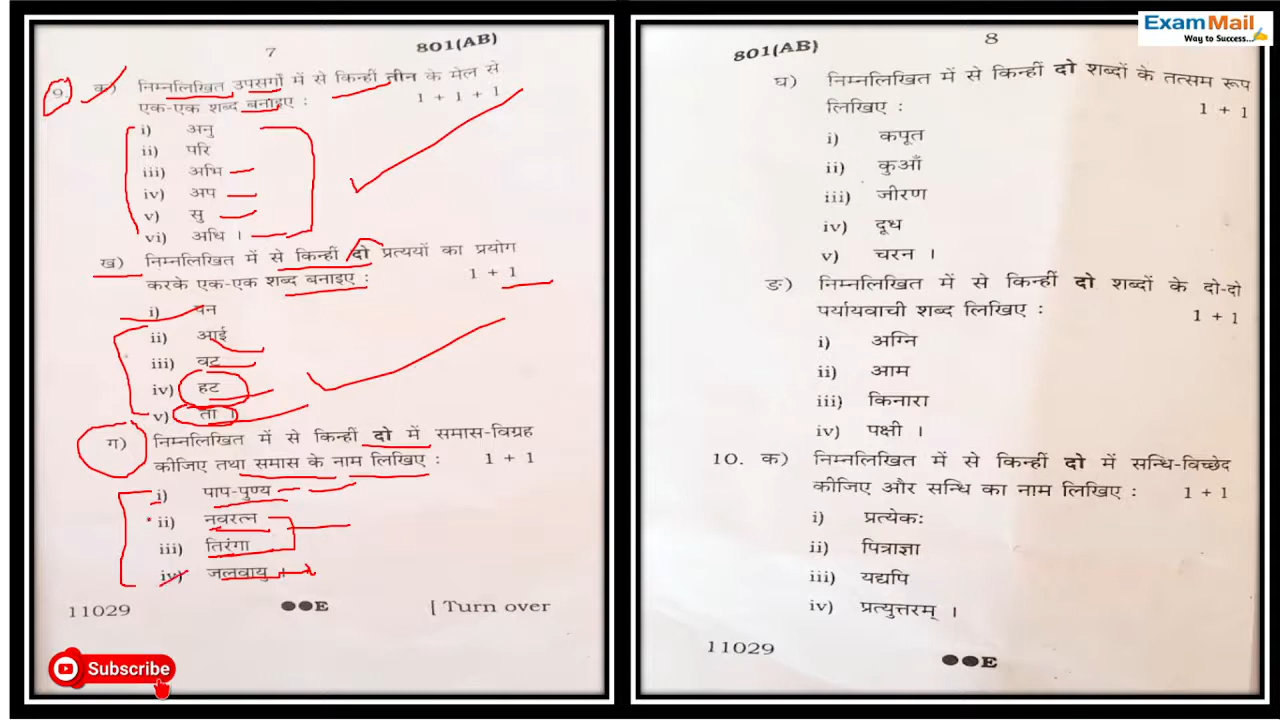 7
801(AB)
9. क) निम्नलिखित उपसर्गों में से किन्हीं तीन के मेल से
एक-एक शब्द बनाइए : 1 + 1 + 1
i) अनु
ii) परि
iii) अभि
iv) अप
v) सु
vi) अधि ।
ख) निम्नलिखित में से किन्हीं दो प्रत्ययों का प्रयोग
करके एक-एक शब्द बनाइए : 1 + 1
i) पन
ii) आई
iii) वट
iv) हट
v) ता ।
ग) निम्नलिखित में से किन्हीं दो में समास-विग्रह
कीजिए तथा समास के नाम लिखिए : 1 + 1
i) पाप-पुण्य
ii) नवरत्न
iii) तिरंगा
iv) जलवायु ।
11029
●●E
[ Turn over
Subscribe
ExamMail
Way to Success...
801(AB)
8
घ) निम्नलिखित में से किन्हीं दो शब्दों के तत्सम रूप
लिखिए : 1 + 1
i) कपूत
ii) कुआँ
iii) जीरण
iv) दूध
v) चरन ।
ङ) निम्नलिखित में से किन्हीं दो शब्दों के दो-दो
पर्यायवाची शब्द लिखिए : 1 + 1
i) अग्नि
ii) आम
iii) किनारा
iv) पक्षी ।
10. क) निम्नलिखित में से किन्हीं दो में सन्धि-विच्छेद
कीजिए और सन्धि का नाम लिखिए : 1 + 1
i) प्रत्येकः
ii) पित्राज्ञा
iii) यद्यपि
iv) प्रत्युत्तरम् ।
11029
●●E